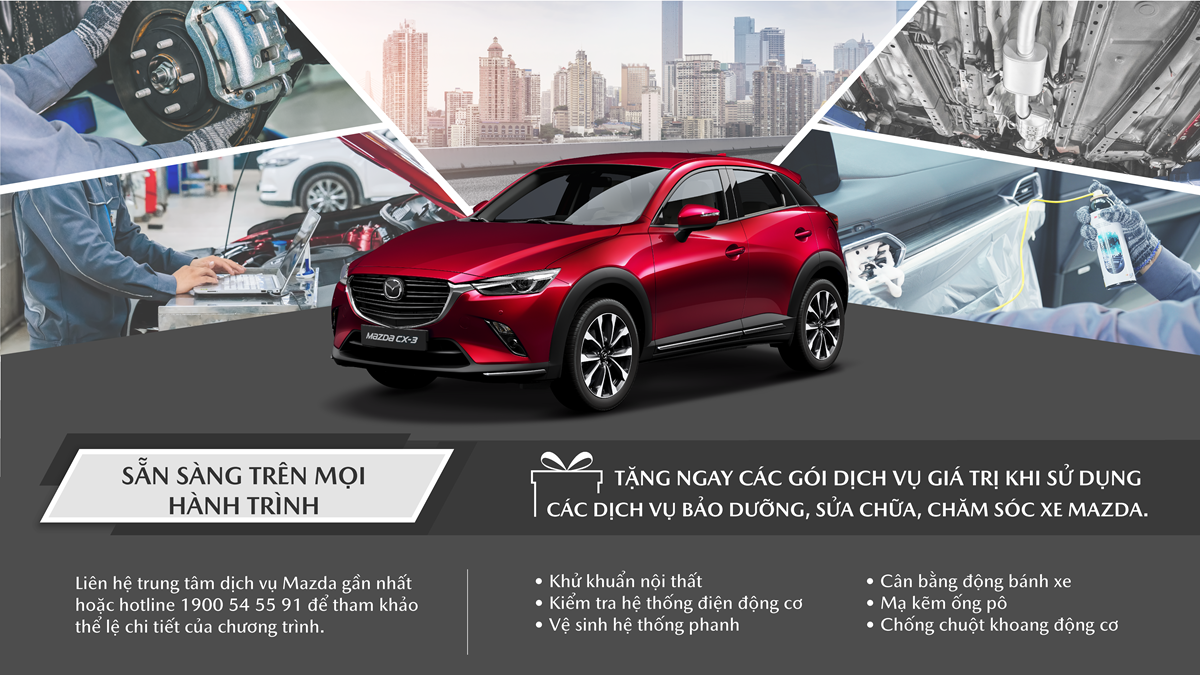 MAZDA CX-3
SẴN SÀNG TRÊN MỌI
HÀNH TRÌNH
TẶNG NGAY CÁC GÓI DỊCH VỤ GIÁ TRỊ KHI SỬ DỤNG
CÁC DỊCH VỤ BẢO DƯỠNG, SỬA CHỮA, CHĂM SÓC XE MAZDA.
Liên hệ trung tâm dịch vụ Mazda gần nhất
hoặc hotline 1900 54 55 91 để tham khảo
thể lệ chi tiết của chương trình.
• Khử khuẩn nội thất
• Kiểm tra hệ thống điện động cơ
• Vệ sinh hệ thống phanh
• Cân bằng động bánh xe
• Mạ kẽm ống pô
• Chống chuột khoang động cơ